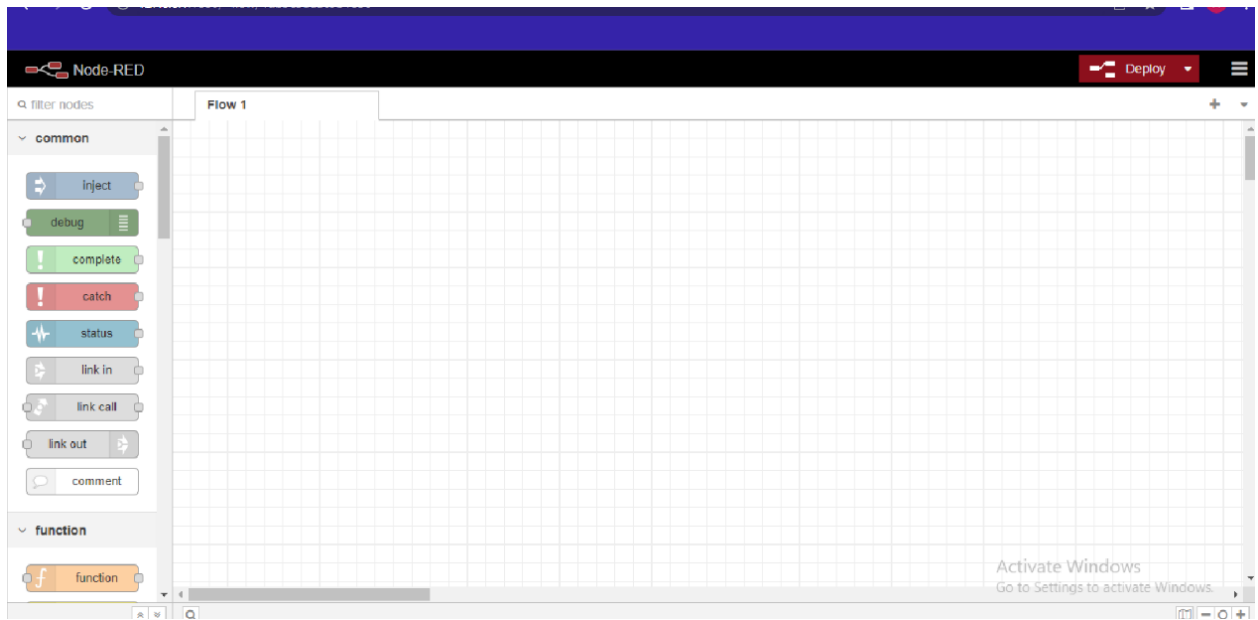 Node-RED
Deploy
filter nodes
Flow 1
common
inject
debug
complete
catch
status
link in
link call
link out
comment
function
function
Activate Windows
Go to Settings to activate Windows.